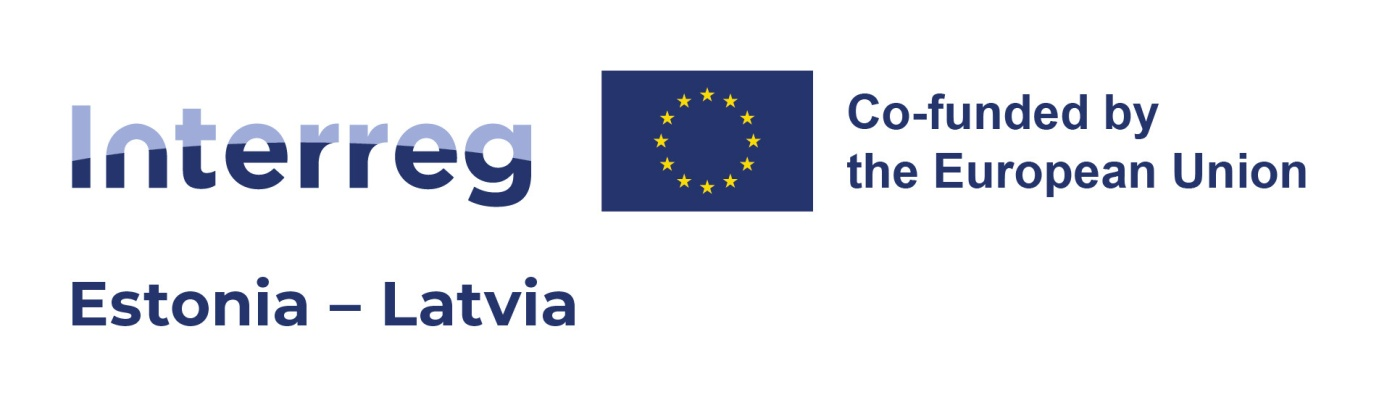 Interreg
Co-funded by
the European Union
Estonia – Latvia